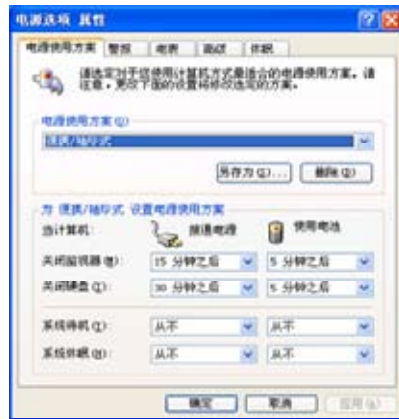 电源选项 属性
电源使用方案 警报 电表 高级 休眠
请选定对于您使用计算机方式最适合的电源使用方案。请
注意，更改下面的设置将修改选定的方案。
电源使用方案(U)
便携/袖珍式
另存为(S)... 删除(D)
为 便携/袖珍式 设置电源使用方案
当计算机: 接通电源 使用电池
关闭监视器(M): 15 分钟之后 5 分钟之后
关闭硬盘(I): 30 分钟之后 5 分钟之后
系统待机(T): 从不 从不
系统休眠(H): 从不 从不
确定 取消 应用(A)